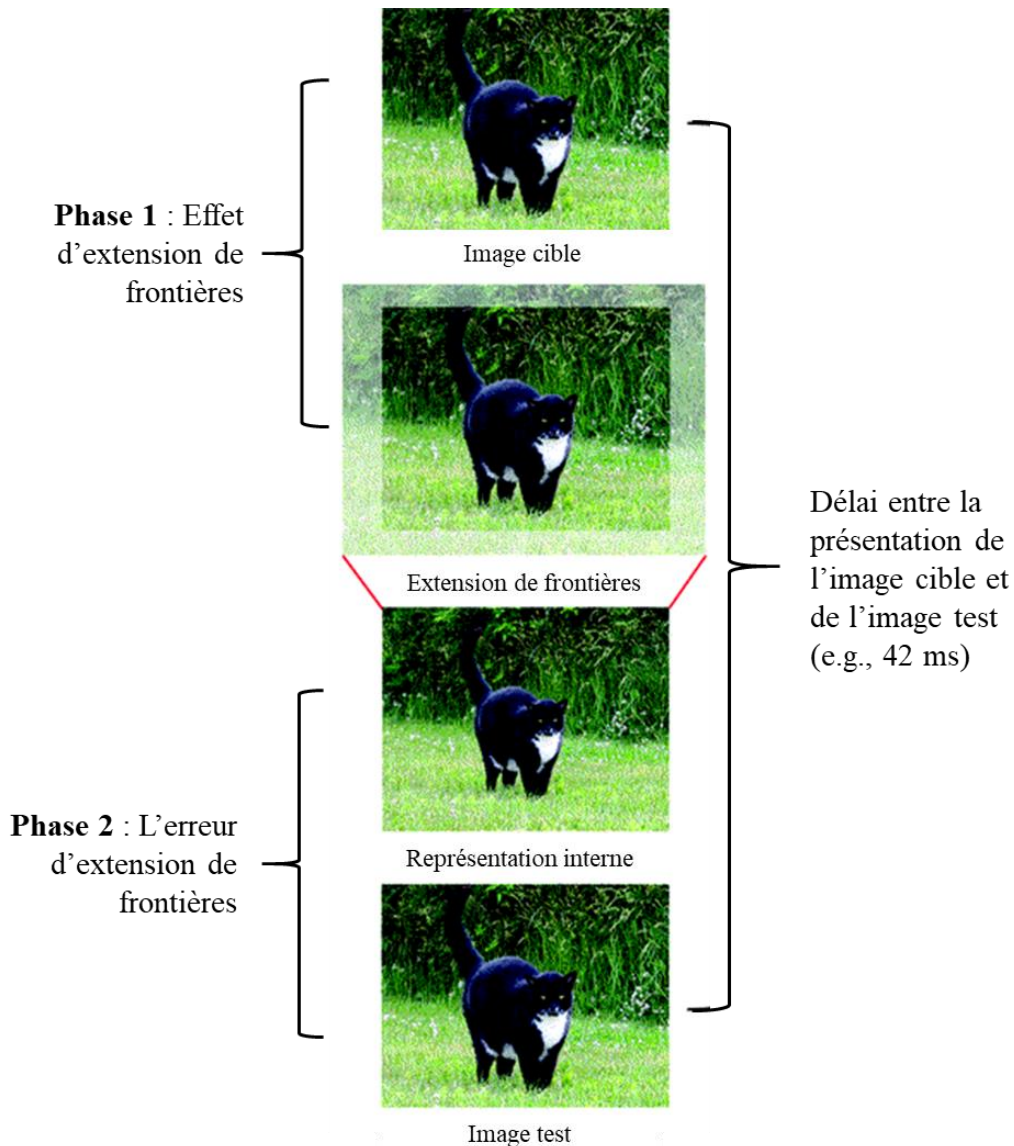 Phase 1 : Effet
d’extension de
frontières
Image cible
Extension de frontières
Délai entre la
présentation de
l’image cible et
de l’image test
(e.g., 42 ms)
Phase 2 : L’erreur
d’extension de
frontières
Représentation interne
Image test